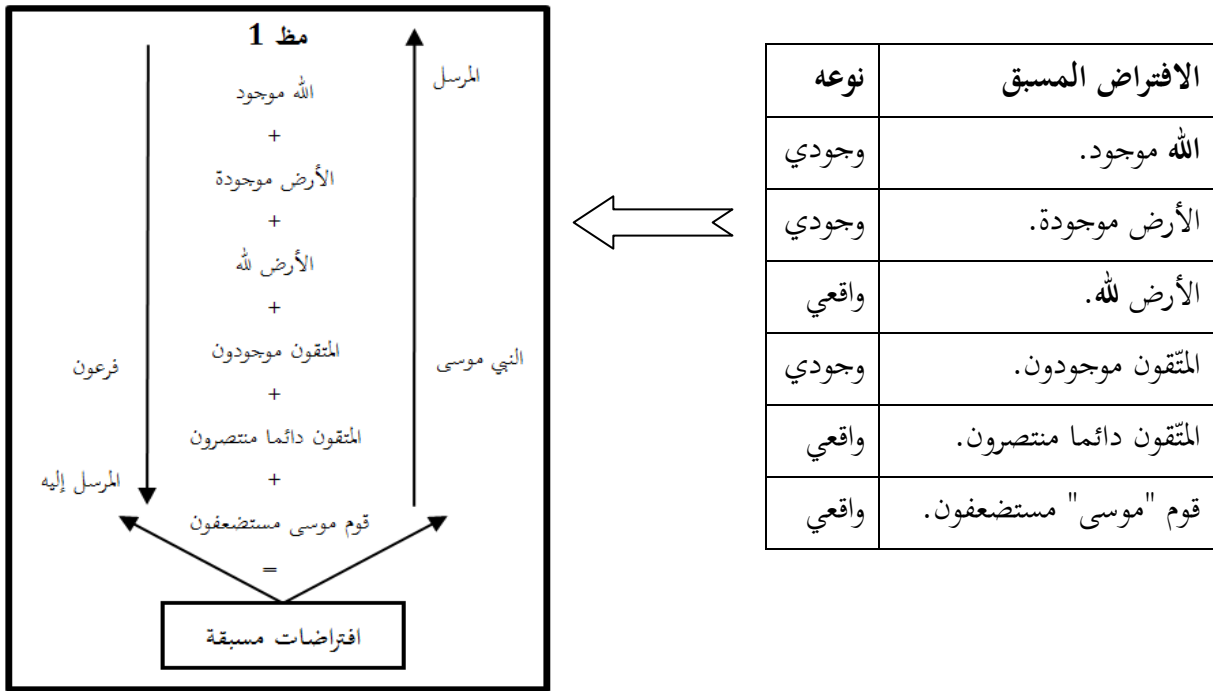 الافتراض المسبق نوعه
الله موجود. وجودي
الأرض موجودة. وجودي
الأرض لله. واقعي
المتّقون موجودون. وجودي
المتّقون دائما منتصرون. واقعي
قوم "موسى" مستضعفون. واقعي
مظ 1
المرسل
الله موجود
+
الأرض موجودة
+
الأرض لله
+
المتقون موجودون
النبي موسى
فرعون
+
المتقون دائما منتصرون
+
المرسل إليه
قوم موسى مستضعفون
=
افتراضات مسبقة